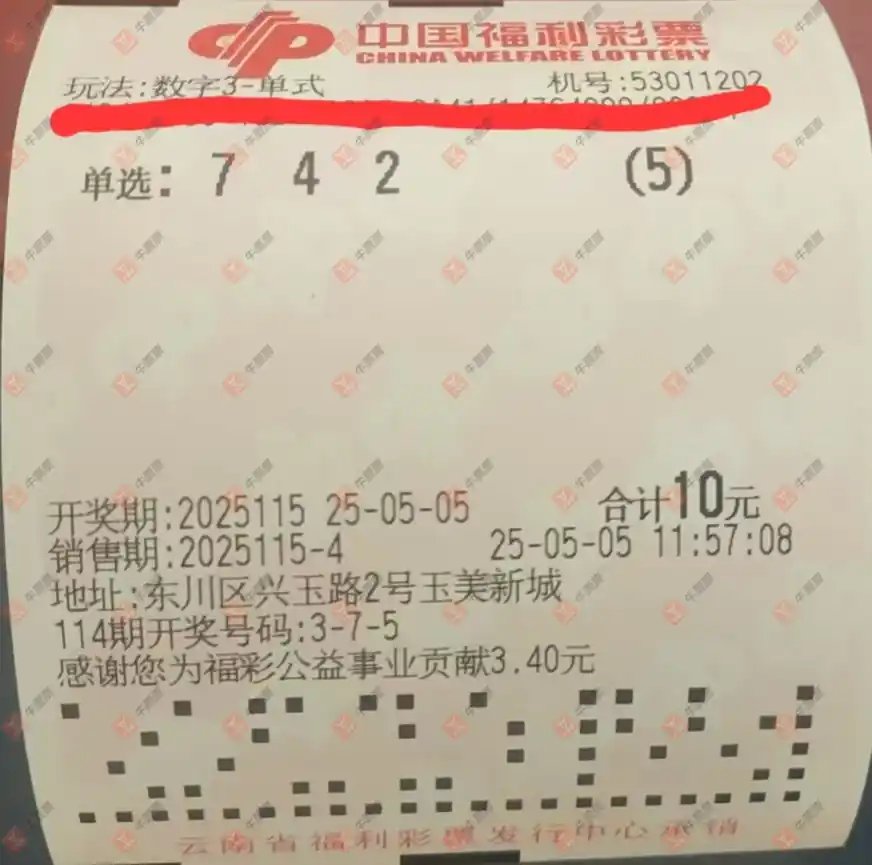 中国福利彩票
CHINA WELFARE LOTTERY
玩法:数字3-单式 机号:53011202
单选: 7 4 2 (5)
开奖期:2025115 25-05-05 合计10元
销售期:2025115-4 25-05-05 11:57:08
地址:东川区兴玉路2号玉美新城
114期开奖号码:3-7-5
感谢您为福彩公益事业贡献3.40元
云南省福利彩票发行中心承销